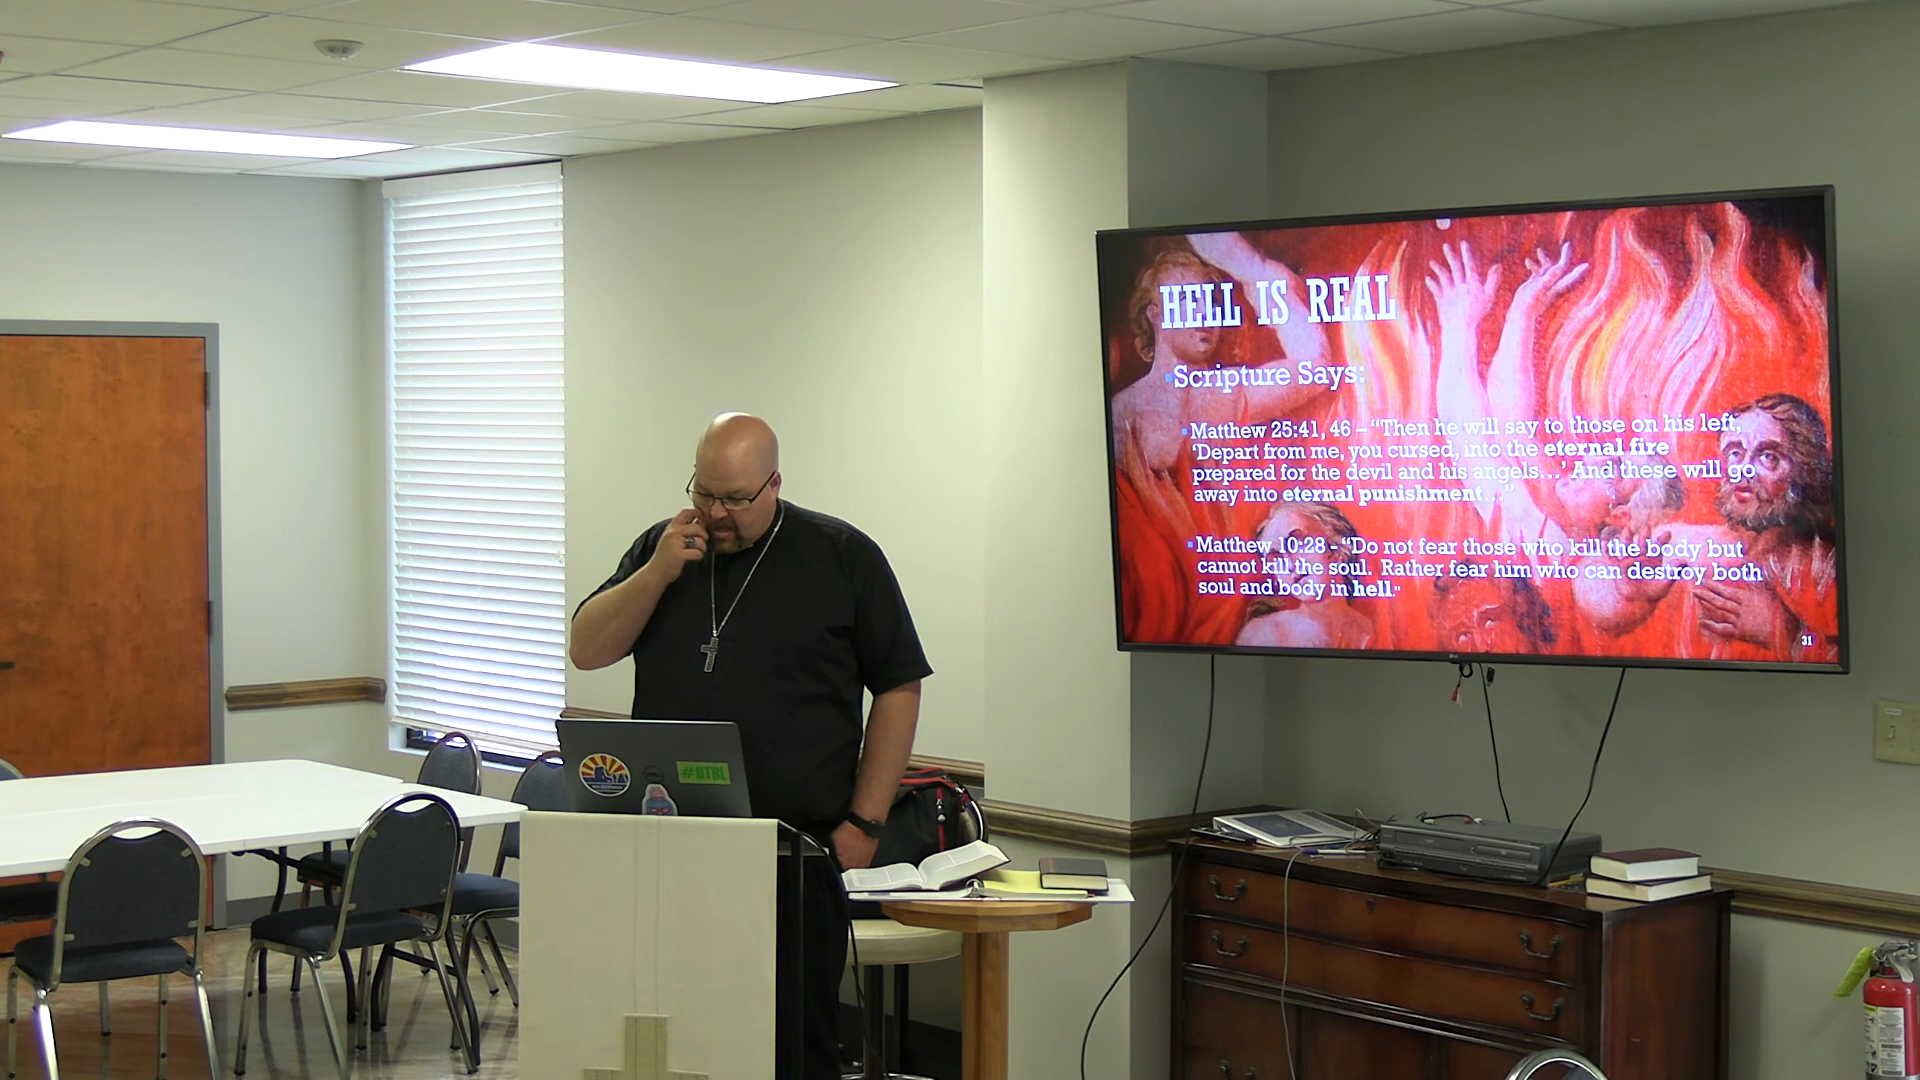 HELL IS REAL
Scripture Says:
Matthew 25:41, 46 – “Then he will say to those on his left,
‘Depart from me, you cursed, into the eternal fire
prepared for the devil and his angels…’ And these will go
away into eternal punishment…”
Matthew 10:28 - “Do not fear those who kill the body but
cannot kill the soul. Rather fear him who can destroy both
soul and body in hell.”
31
#OTBL